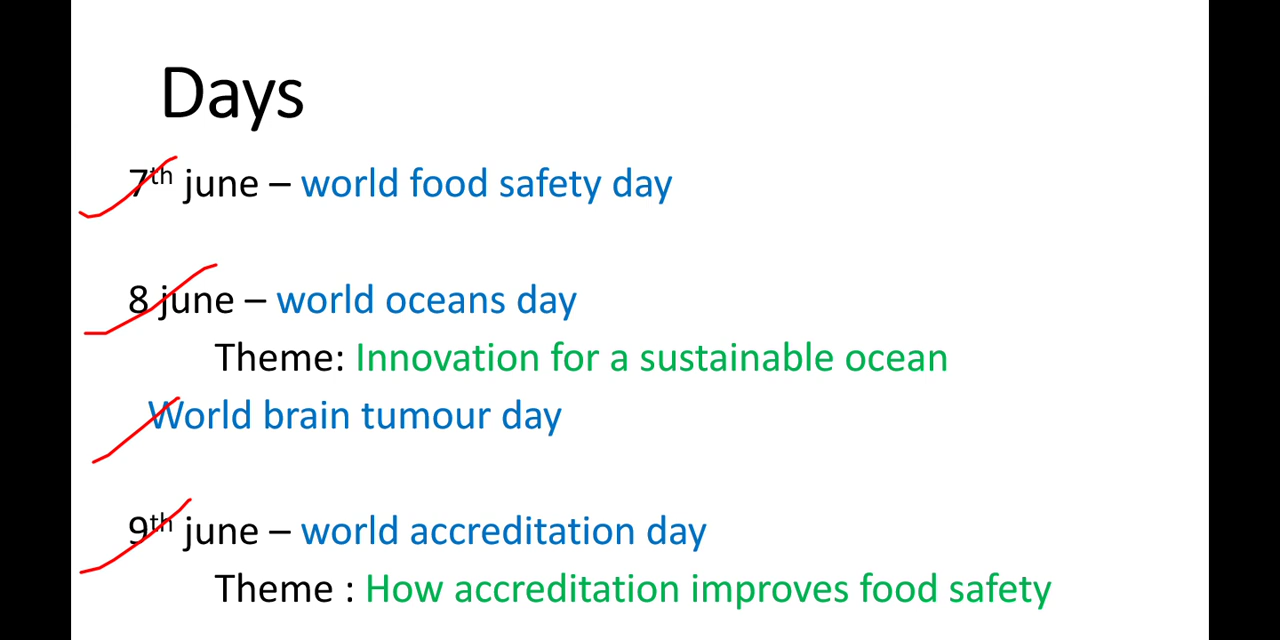 Days
7th june – world food safety day
8 june – world oceans day
Theme: Innovation for a sustainable ocean
World brain tumour day
9th june – world accreditation day
Theme : How accreditation improves food safety